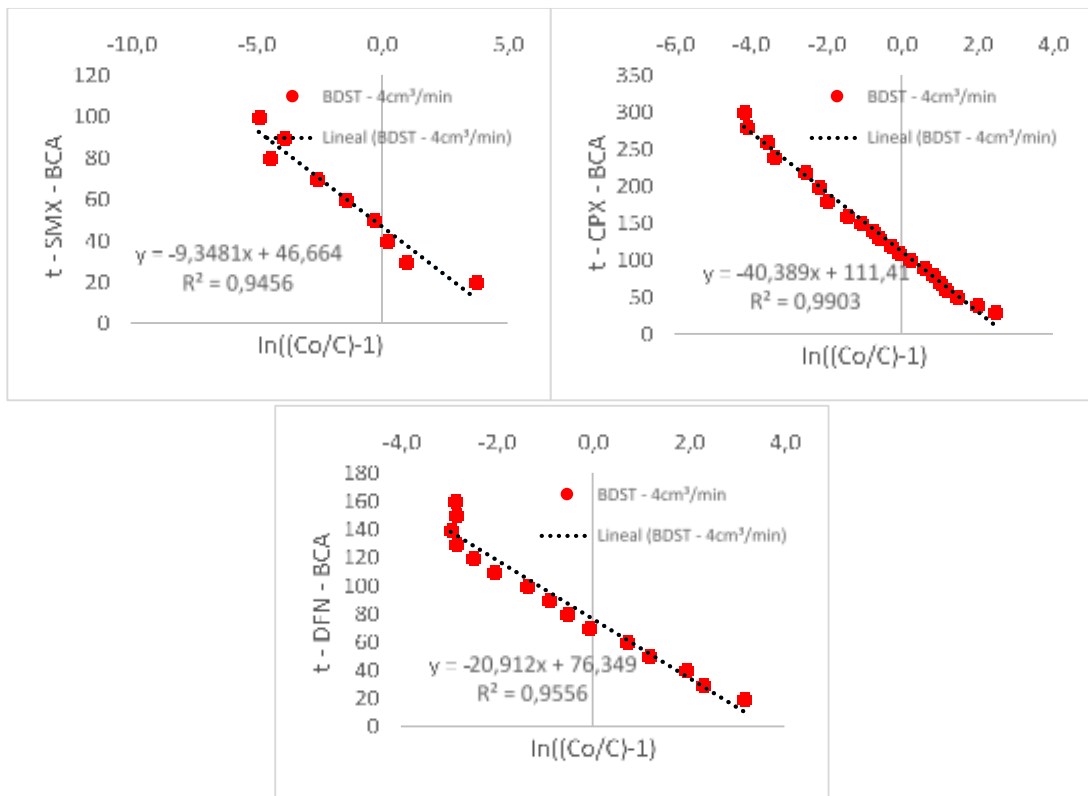 -10,0 -5,0 0,0 5,0
120
100
80
60
40
20
0
t - SMX - BCA
BDST - 4cm³/min
Lineal (BDST - 4cm³/min)
y = -9,3481x + 46,664
R² = 0,9456
ln((Co/C)-1)
-6,0 -4,0 -2,0 0,0 2,0 4,0
350
300
250
200
150
100
50
0
t - CPX - BCA
BDST - 4cm³/min
Lineal (BDST - 4cm³/min)
y = -40,389x + 111,41
R² = 0,9903
ln((Co/C)-1)
-4,0 -2,0 0,0 2,0 4,0
180
160
140
120
100
80
60
40
20
0
t - DFN - BCA
BDST - 4cm³/min
Lineal (BDST - 4cm³/min)
y = -20,912x + 76,349
R² = 0,9556
ln((Co/C)-1)